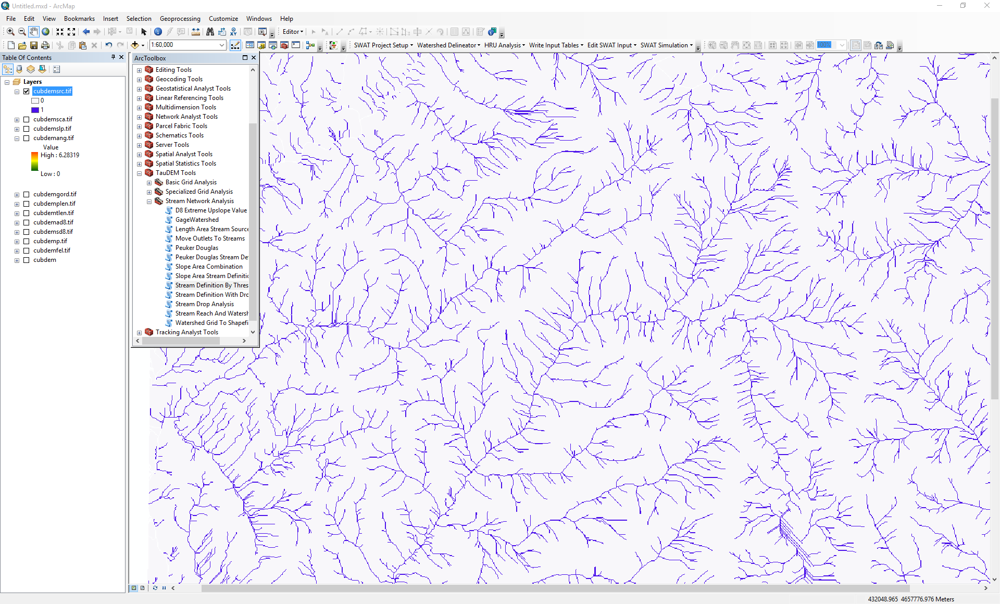 Untitled.mxd - ArcMap
File Edit View Bookmarks Insert Selection Geoprocessing Customize Windows Help
Editor
1:60,000
SWAT Project Setup Watershed Delineator HRU Analysis Write Input Tables Edit SWAT Input SWAT Simulation 100%
Table Of Contents
Layers
cubdemsrc.tif
0
1
cubdemsca.tif
cubdemslp.tif
cubdemang.tif
Value
High : 6.28319
Low : 0
cubdemgord.tif
cubdemplen.tif
cubdemtlen.tif
cubdemad8.tif
cubdemsd8.tif
cubdemp.tif
cubdemfel.tif
cubdem
ArcToolbox
Editing Tools
Geocoding Tools
Geostatistical Analyst Tools
Linear Referencing Tools
Multidimension Tools
Network Analyst Tools
Parcel Fabric Tools
Schematics Tools
Server Tools
Spatial Analyst Tools
Spatial Statistics Tools
TauDEM Tools
Basic Grid Analysis
Specialized Grid Analysis
Stream Network Analysis
D8 Extreme Upslope Value
GageWatershed
Length Area Stream Source
Move Outlets To Streams
Peuker Douglas
Peuker Douglas Stream De
Slope Area Combination
Slope Area Stream Definitic
Stream Definition By Thres
Stream Definition With Drc
Stream Drop Analysis
Stream Reach And Watersh
Watershed Grid To Shapefi
Tracking Analyst Tools
432048.965 4657776.976 Meters